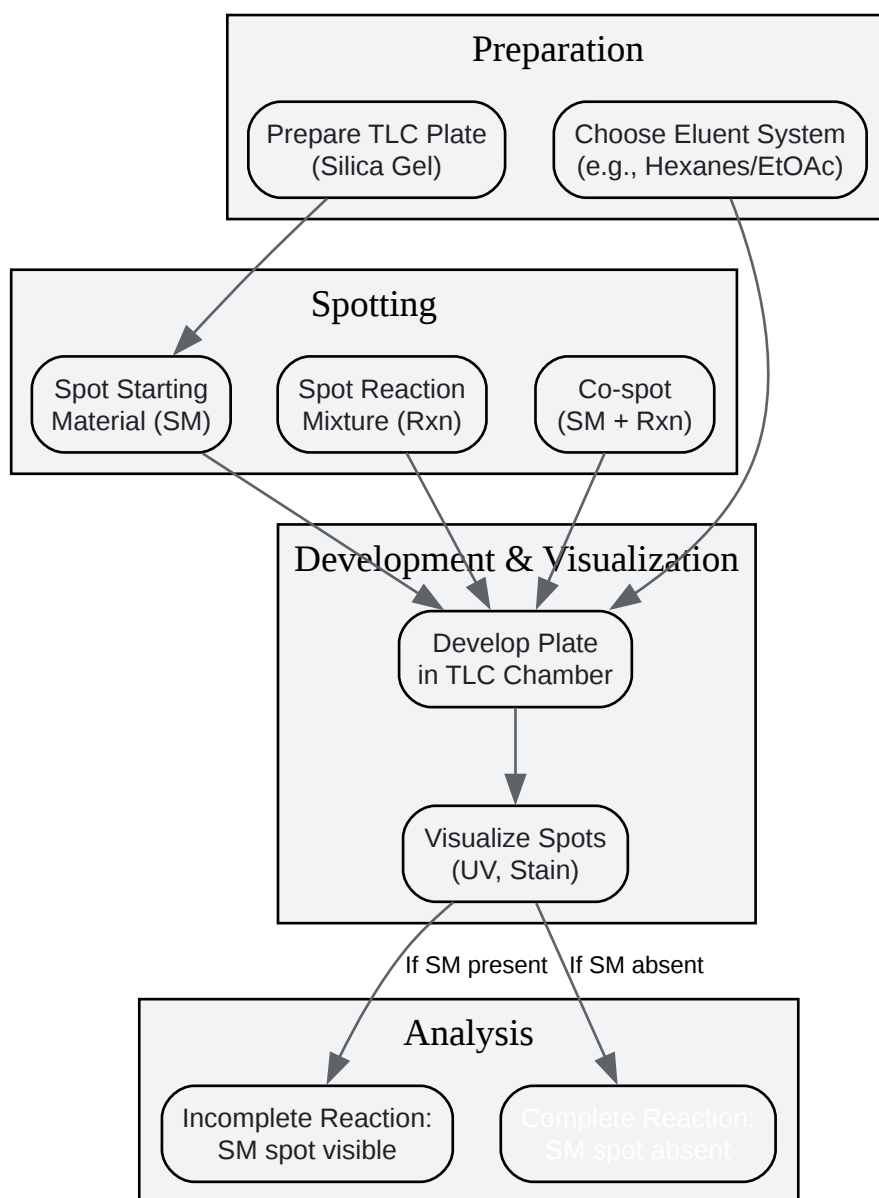 Preparation
Prepare TLC Plate
(Silica Gel)
Choose Eluent System
(e.g., Hexanes/EtOAc)
Spotting
Spot Starting
Material (SM)
Spot Reaction
Mixture (Rxn)
Co-spot
(SM + Rxn)
Development & Visualization
Develop Plate
in TLC Chamber
Visualize Spots
(UV, Stain)
If SM present
If SM absent
Analysis
Incomplete Reaction:
SM spot visible
Complete Reaction:
SM spot absent